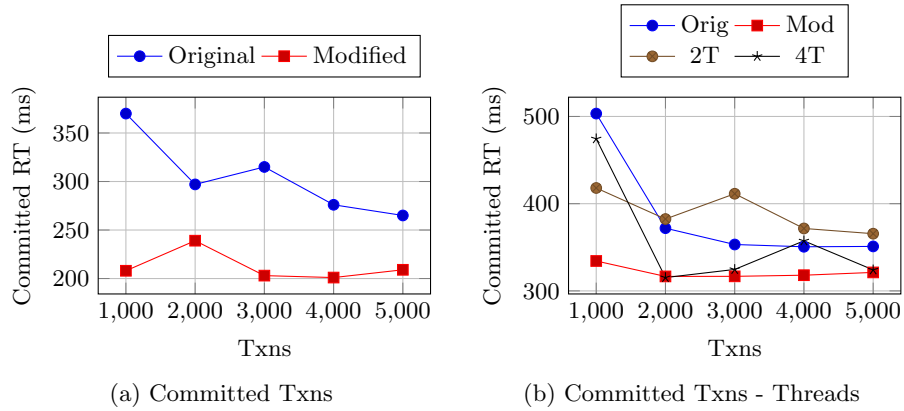 Original Modified
Committed RT (ms)
350
300
250
200
1,000 2,000 3,000 4,000 5,000
Txns
(a) Committed Txns
Orig Mod
2T 4T
Committed RT (ms)
500
400
300
1,000 2,000 3,000 4,000 5,000
Txns
(b) Committed Txns - Threads